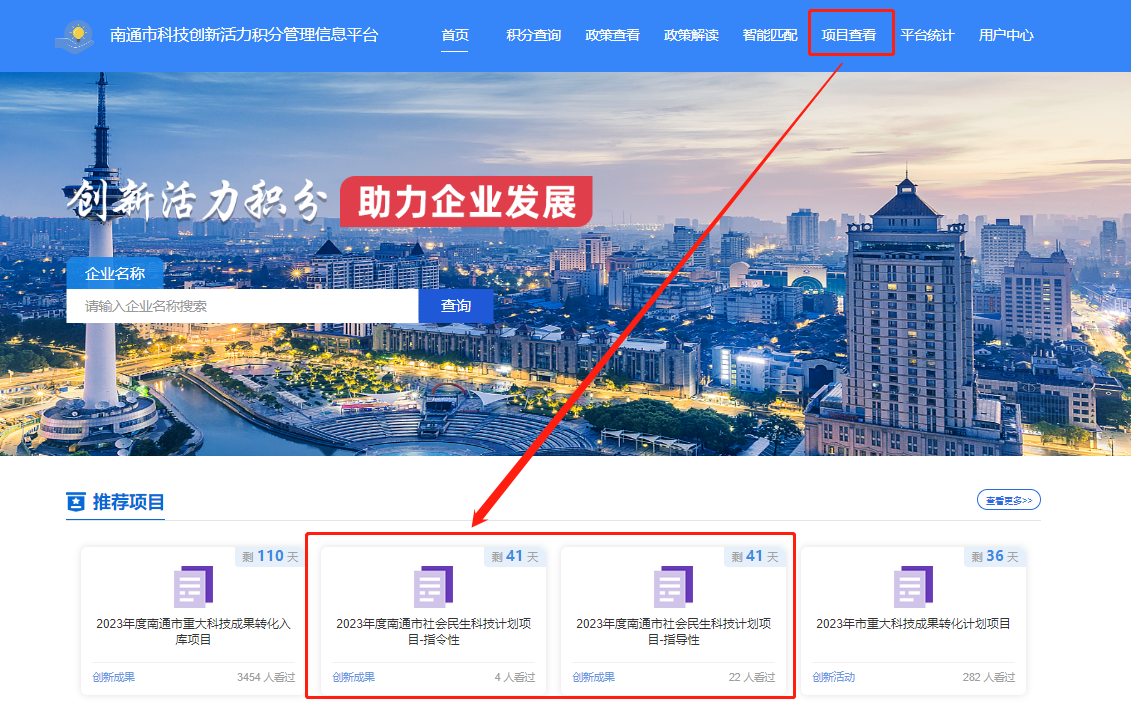 南通市科技创新活力积分管理信息平台
首页 积分查询 政策查看 政策解读 智能匹配 项目查看 平台统计 用户中心
创新活力积分 助力企业发展
企业名称
请输入企业名称搜索 查询
推荐项目 查看更多>>
剩 110 天
2023年度南通市重大科技成果转化入
库项目
创新成果 3454 人看过
剩 41 天
2023年度南通市社会民生科技计划项
目-指令性
创新成果 4 人看过
剩 41 天
2023年度南通市社会民生科技计划项
目-指导性
创新成果 22 人看过
剩 36 天
2023年市重大科技成果转化计划项目
创新活动 282 人看过